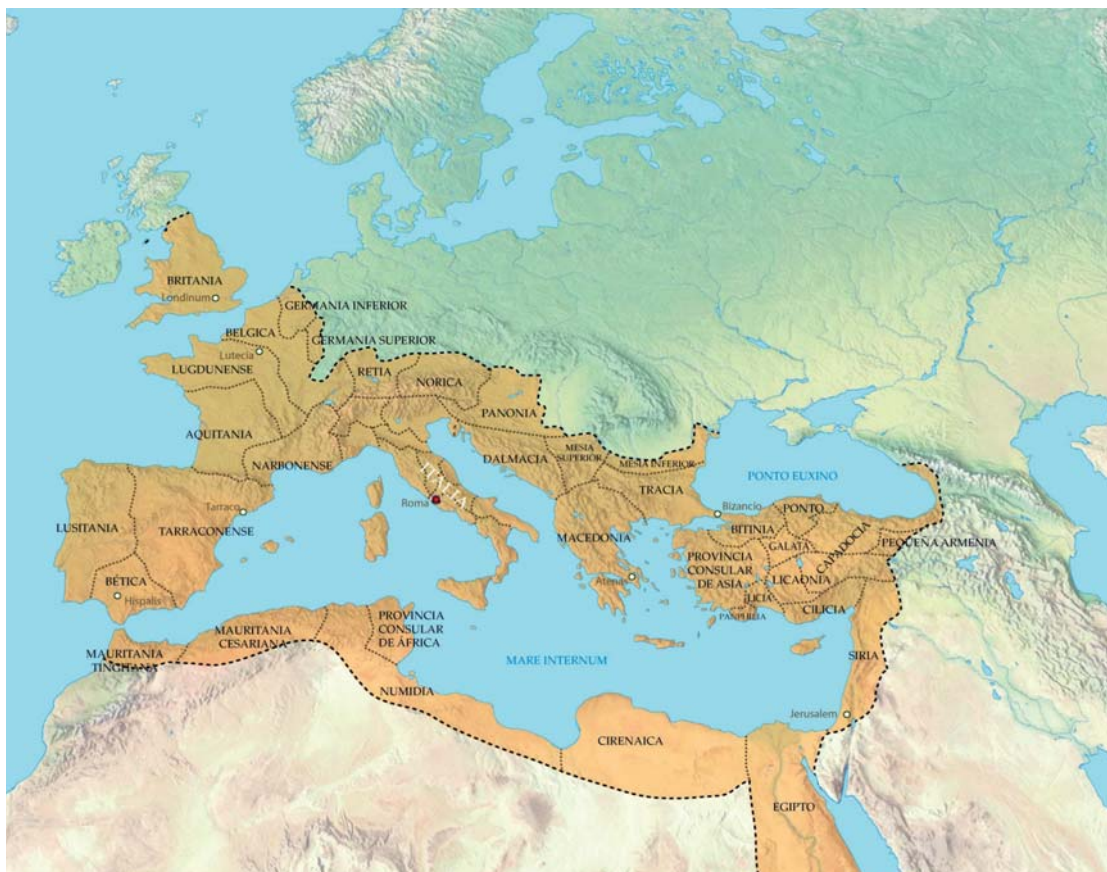 BRITANIA
Londinum
GERMANIA INFERIOR
BELGICA
GERMANIA SUPERIOR
Lutecia
LUGDUNENSE
RETIA
NORICA
PANONIA
AQUITANIA
NARBONENSE
DALMACIA
MESIA
SUPERIOR
MESIA INFERIOR
ITALIA
Roma
TRACIA
PONTO EUXINO
Bizancio
PONTO
BITINIA
LUSITANIA
Tarraco
TARRACONENSE
MACEDONIA
GALATA
CAPADOCIA
PEQUEÑA ARMENIA
PROVINCIA
CONSULAR
DE ASIA
Atenas
LICAONIA
BÉTICA
Hispalis
LICIA
CILICIA
PANPHILIA
MAURITANIA
CESARIANA
PROVINCIA
CONSULAR
DE ÁFRICA
MAURITANIA
TINGITANA
MARE INTERNUM
SIRIA
NUMIDIA
Jerusalem
CIRENAICA
EGIPTO